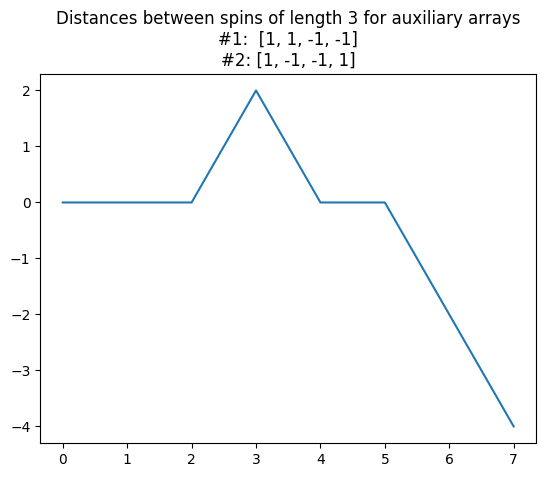 Distances between spins of length 3 for auxiliary arrays
#1:  [1, 1, -1, -1]
#2: [1, -1, -1, 1]
2
1
0
−1
−2
−3
−4
0 1 2 3 4 5 6 7